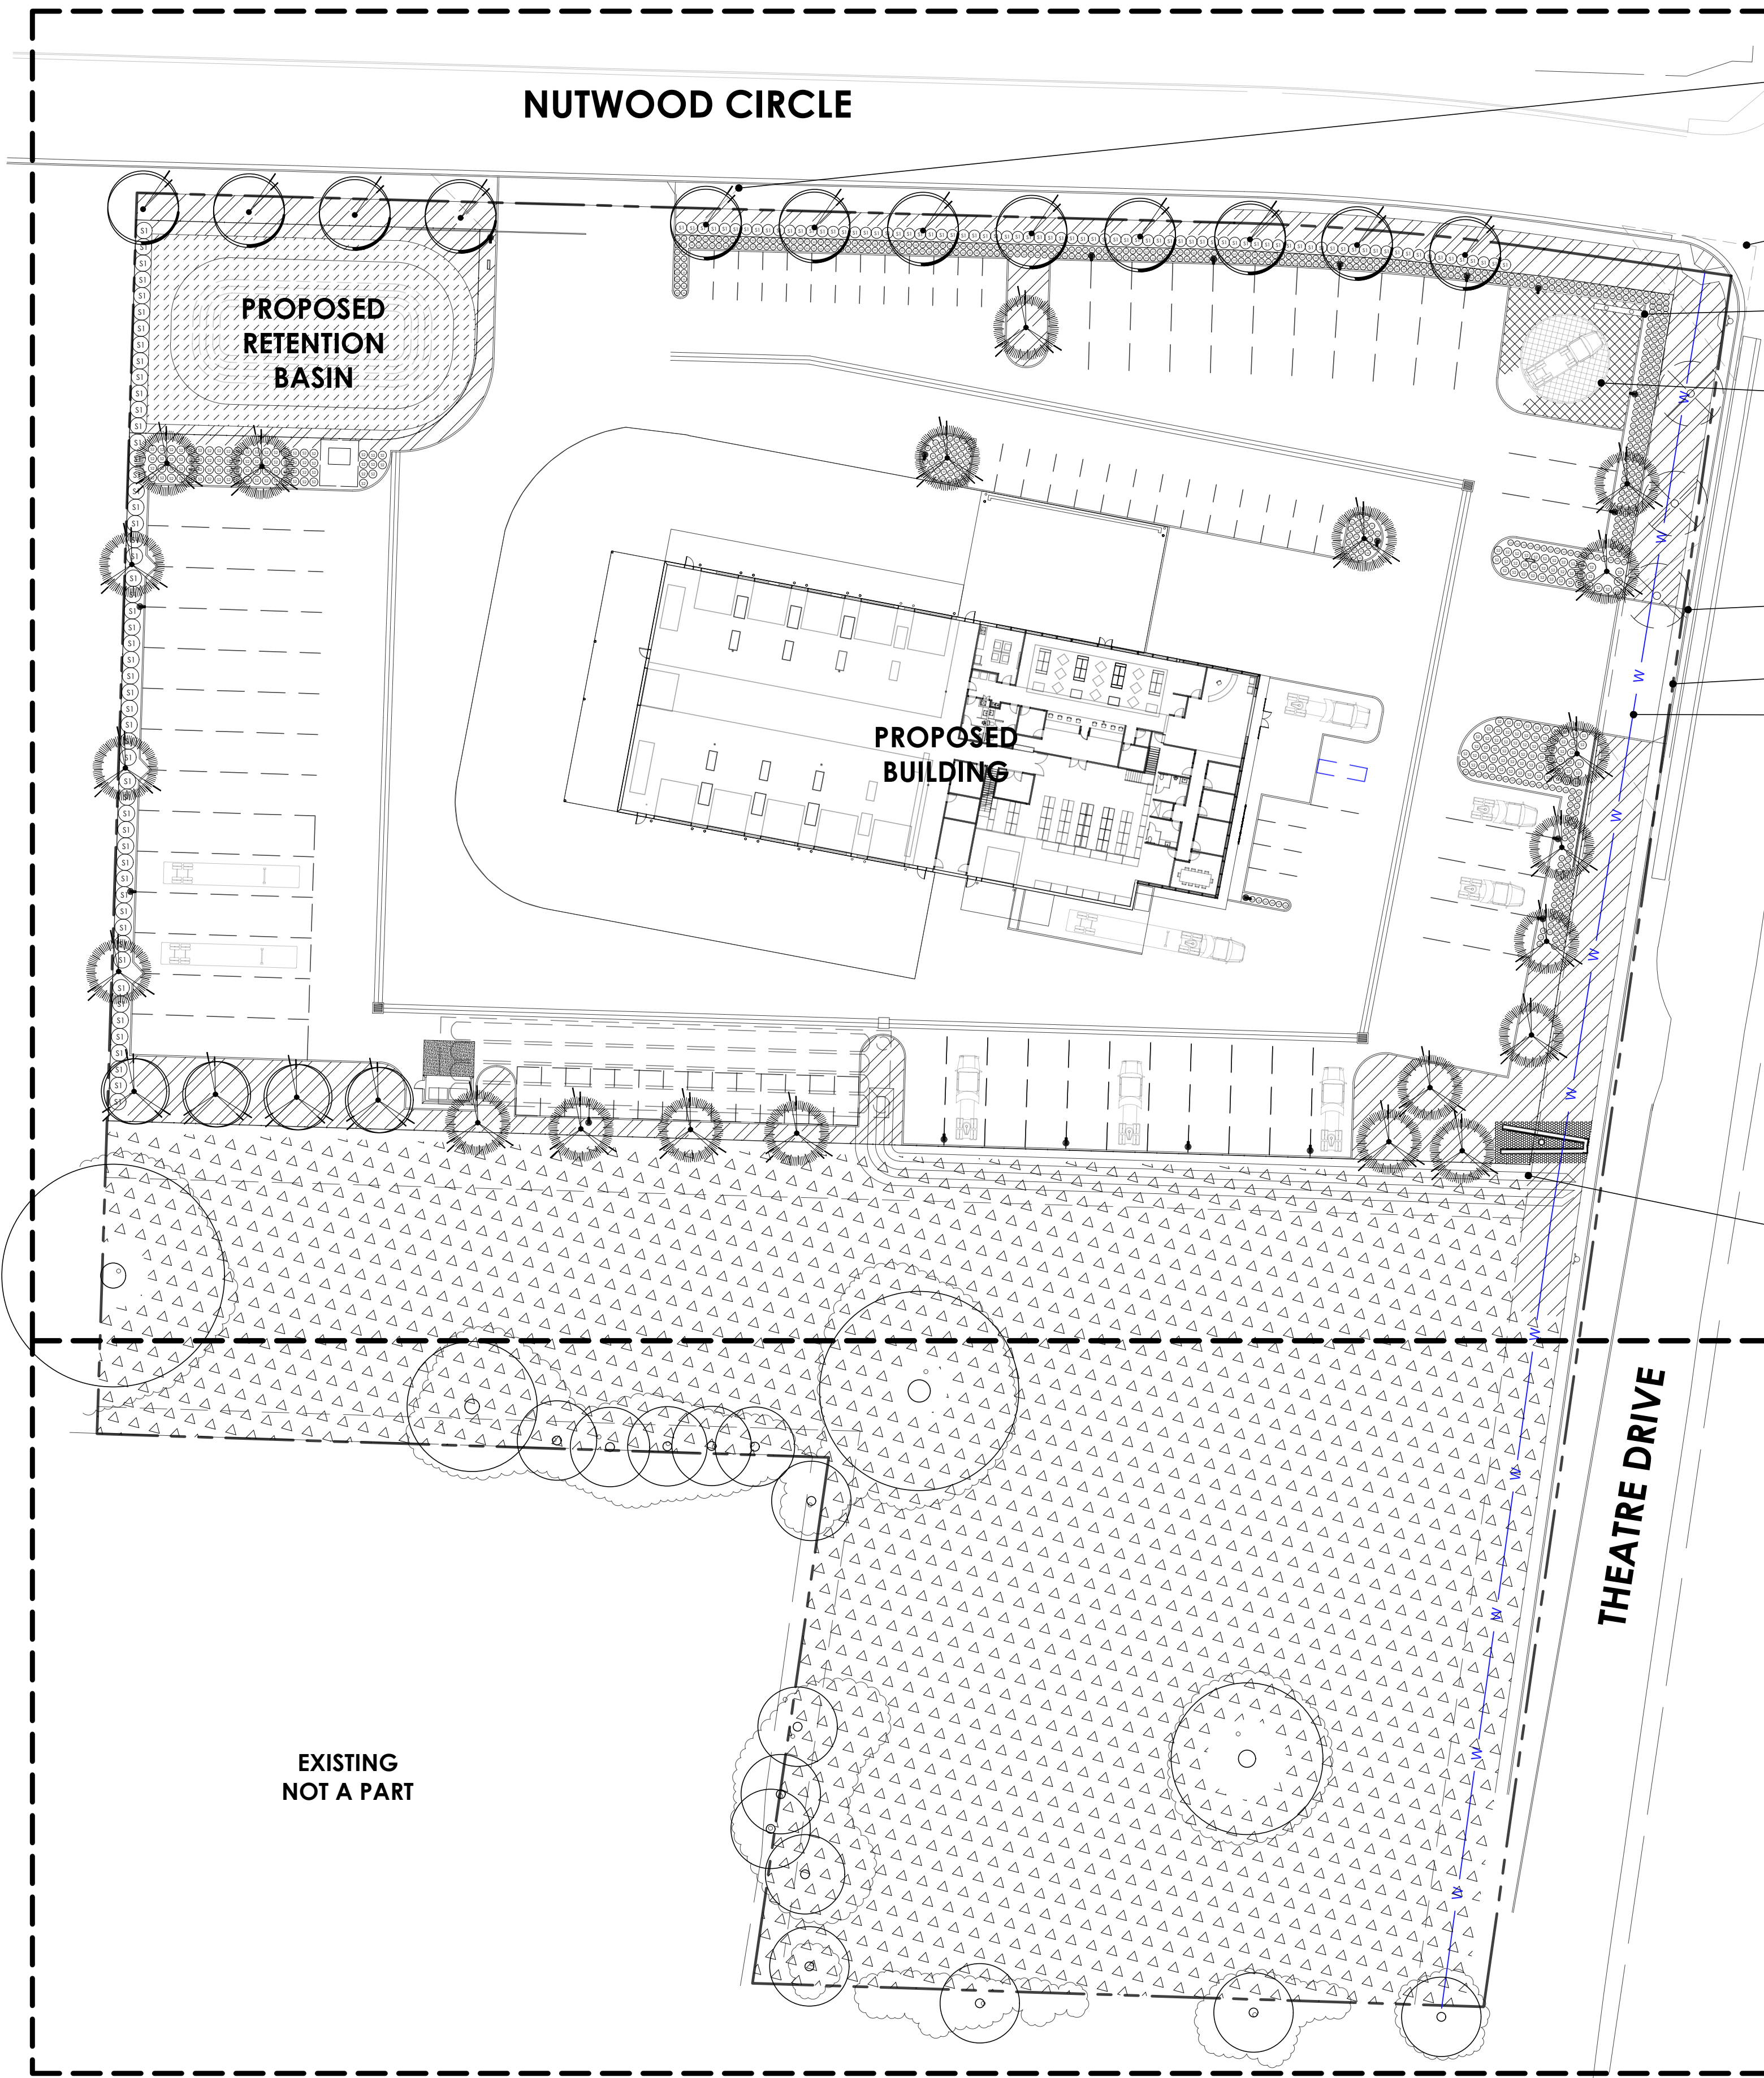 NUTWOOD CIRCLE
PROPOSED
RETENTION
BASIN
PROPOSED
BUILDING
THEATRE DRIVE
EXISTING
NOT A PART